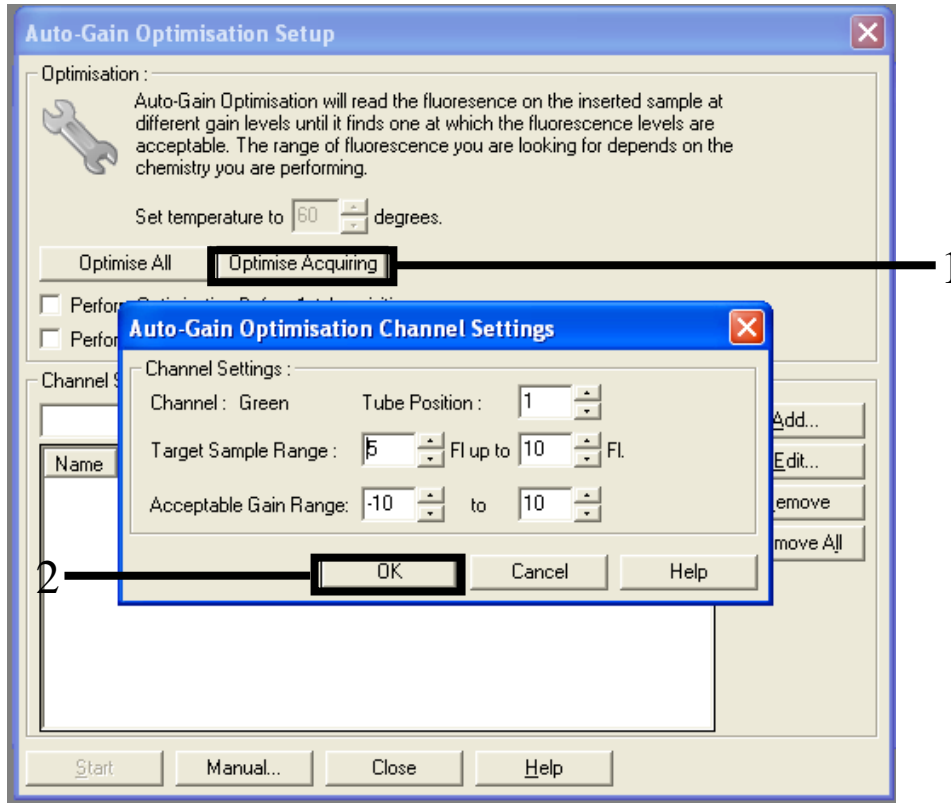 Auto-Gain Optimisation Setup
Optimisation :
Auto-Gain Optimisation will read the fluoresence on the inserted sample at
different gain levels until it finds one at which the fluorescence levels are
acceptable. The range of fluorescence you are looking for depends on the
chemistry you are performing.
Set temperature to 60 degrees.
Optimise All Optimise Acquiring
1
Auto-Gain Optimisation Channel Settings
Channel Settings :
Channel : Green Tube Position : 1
Target Sample Range : 5 Fl up to 10 Fl.
Acceptable Gain Range: -10 to 10
OK Cancel Help
2
Channel
Name
Add...
Edit...
emove
move All
Start Manual... Close Help